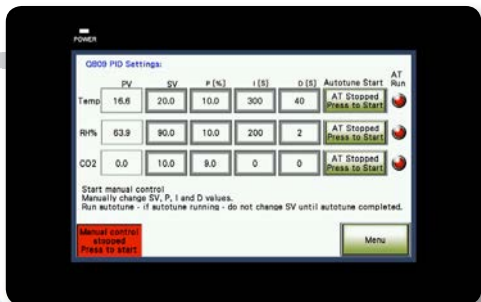 POWER
Q809 PID Settings:
PV SV P [%] I [S] D [S] Autotune Start AT Run
Temp 16.6 20.0 10.0 300 40 AT Stopped Press to Start
RH% 63.9 90.0 10.0 200 2 AT Stopped Press to Start
CO2 0.0 10.0 9.0 0 0 AT Stopped Press to Start
Start manual control
Manually change SV, P, I and D values.
Run autotune - if autotune running - do not change SV until autotune completed.
Manual control
stopped
Press to start
Menu